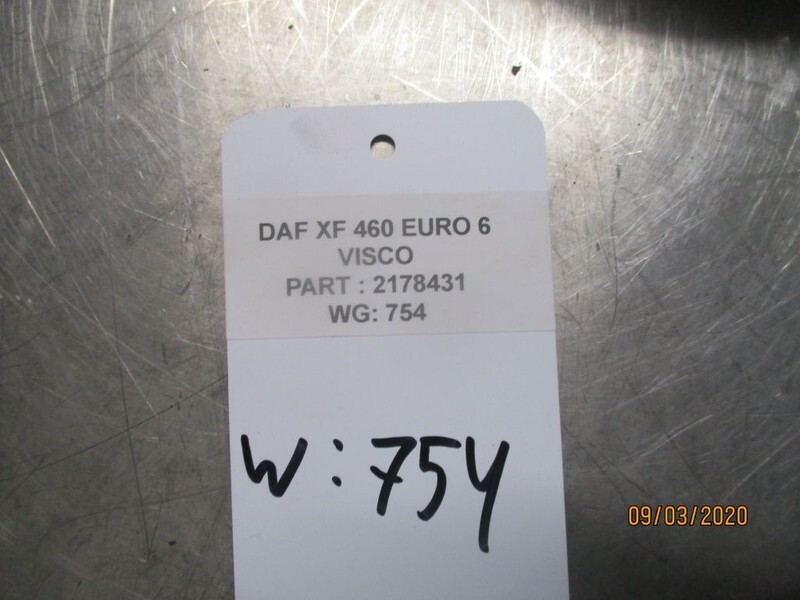 DAF XF 460 EURO 6
VISCO
PART : 2178431
WG: 754
W: 754
09/03/2020